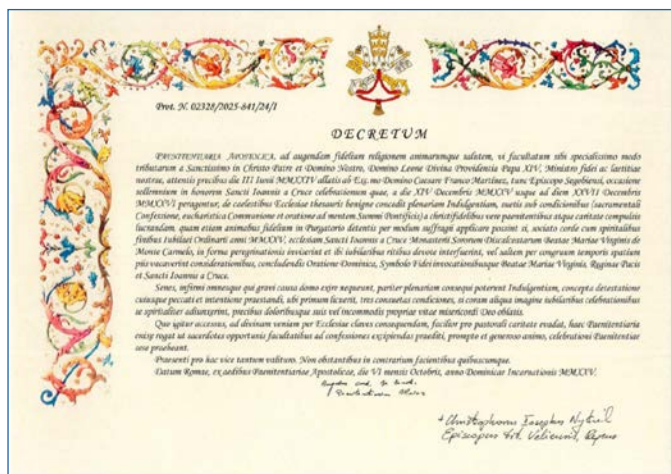 Prot. N. 02328/2025-641/24/I
DECRETUM
PAENITENTIARIA APOSTOLICA, ad augendam fidelium religionem animarumque salutem, vi facultatum sibi specialissimo modo
tributarum a Sanctissimo in Christo Patre et Domino Nostro, Domino Leone Divina Providentia Papa XIV, Ministro fidei ac laetitiae
nostrae, attentis precibus die III Iunii MMXXIV allatis ab Exc.mo Domino Caesare Franco Martínez, tunc Episcopo Segobiensi, occasione
sollemnium in honorem Sancti Ioannis a Cruce celebrationum quae, a die XIV Decembris MMXXV usque ad diem XXVII Decembris
MMXXVI peragentur, de caelestibus Ecclesiae thesauris benigne concedit plenariam Indulgentiam, suetis sub condicionibus (sacramentali
Confessione, eucharistica Communione et oratione ad mentem Summi Pontificis) a christifidelibus vere paenitentibus atque caritate compulsis
lucrandam, quam etiam animabus fidelium in Purgatorio detentis per modum suffragii applicare possint si, sociato corde cum spiritalibus
finibus Iubilaei Ordinarii anni MMXXV, ecclesiam Sancti Ioannis a Cruce Monasterii Sororum Discalceatarum Beatae Mariae Virginis de
Monte Carmelo, in forma peregrinationis inviserint et ibi iubilaribus ritibus devote interfuerint, vel saltem per congruum temporis spatium
piis vacaverint considerationibus, concludendis Oratione Dominica, Symbolo Fidei invocationibusque Beatae Mariae Virginis, Reginae Pacis
et Sancti Ioannis a Cruce.
Senes, infirmi omnesque qui gravi causa domo exire nequeunt, pariter plenariam consequi poterunt Indulgentiam, concepta detestatione
cuiusque peccati et intentione praestandi, ubi primum licuerit, tres consuetas condiciones, si coram aliqua imagine iubilaribus celebrationibus
se spiritaliter adiunxerint, precibus doloribusque suis vel incommodis propriae vitae misericordi Deo oblatis.
Quo igitur accessus, ad divinam veniam per Ecclesiae claves consequendam, facilior pro pastorali caritate evadat, haec Paenitentiaria
enixe rogat ut sacerdotes opportunis facultatibus ad confessiones excipiendas praediti, prompto et generoso animo, celebrationi Paenitentiae
sese praebeant.
Praesenti pro hac vice tantum valituro. Non obstantibus in contrarium facientibus quibuscumque.
Datum Romae, ex aedibus Paenitentiariae Apostolicae, die VI mensis Octobris, anno Dominicae Incarnationis MMXXV.
+ Christophorus Iosephus Nykiel
Episcopus tit.